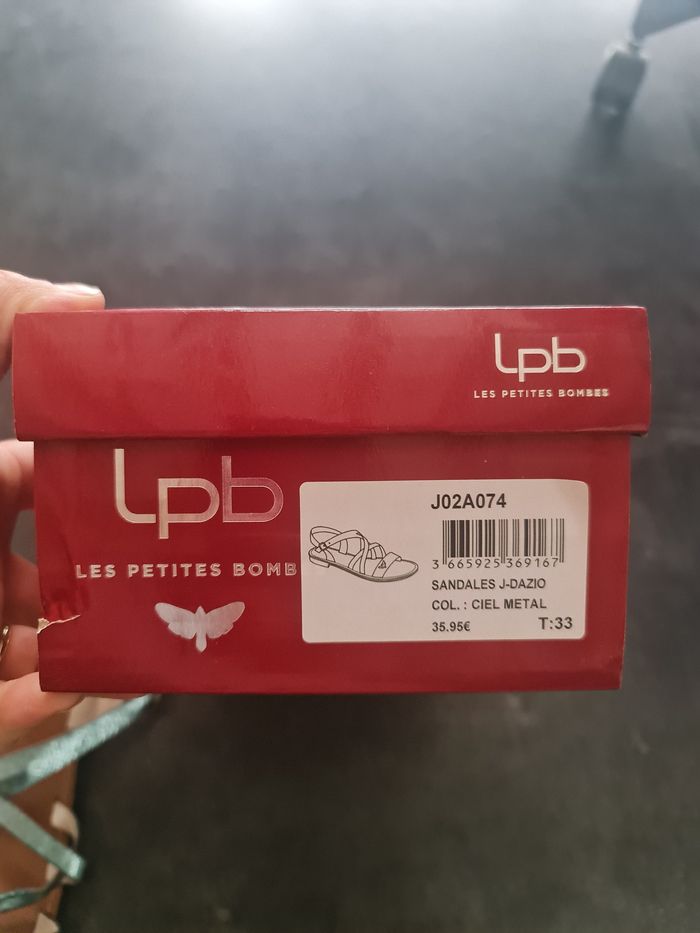 lpb
LES PETITES BOMBES
lpb
LES PETITES BOMB
J02A074
3 665925 369167
SANDALES J-DAZIO
COL. : CIEL METAL
35.95€ T:33